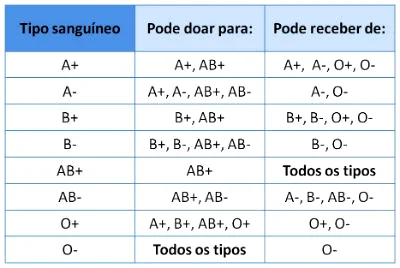 Tipo sanguíneo Pode doar para: Pode receber de:
A+ A+, AB+ A+, A-, O+, O-
A- A+, A-, AB+, AB- A-, O-
B+ B+, AB+ B+, B-, O+, O-
B- B+, B-, AB+, AB- B-, O-
AB+ AB+ Todos os tipos
AB- AB+, AB- A-, B-, AB-, O-
O+ A+, B+, AB+, O+ O+, O-
O- Todos os tipos O-